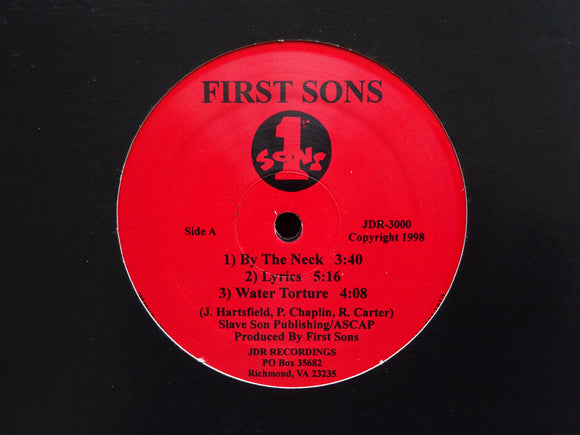 FIRST SONS
1
SONS
Side A
JDR-3000
Copyright 1998
1) By The Neck 3:40
2) Lyrics 5:16
3) Water Torture 4:08
(J. Hartsfield, P. Chaplin, R. Carter)
Slave Son Publishing/ASCAP
Produced By First Sons
JDR RECORDINGS
PO Box 35682
Richmond, VA 23235